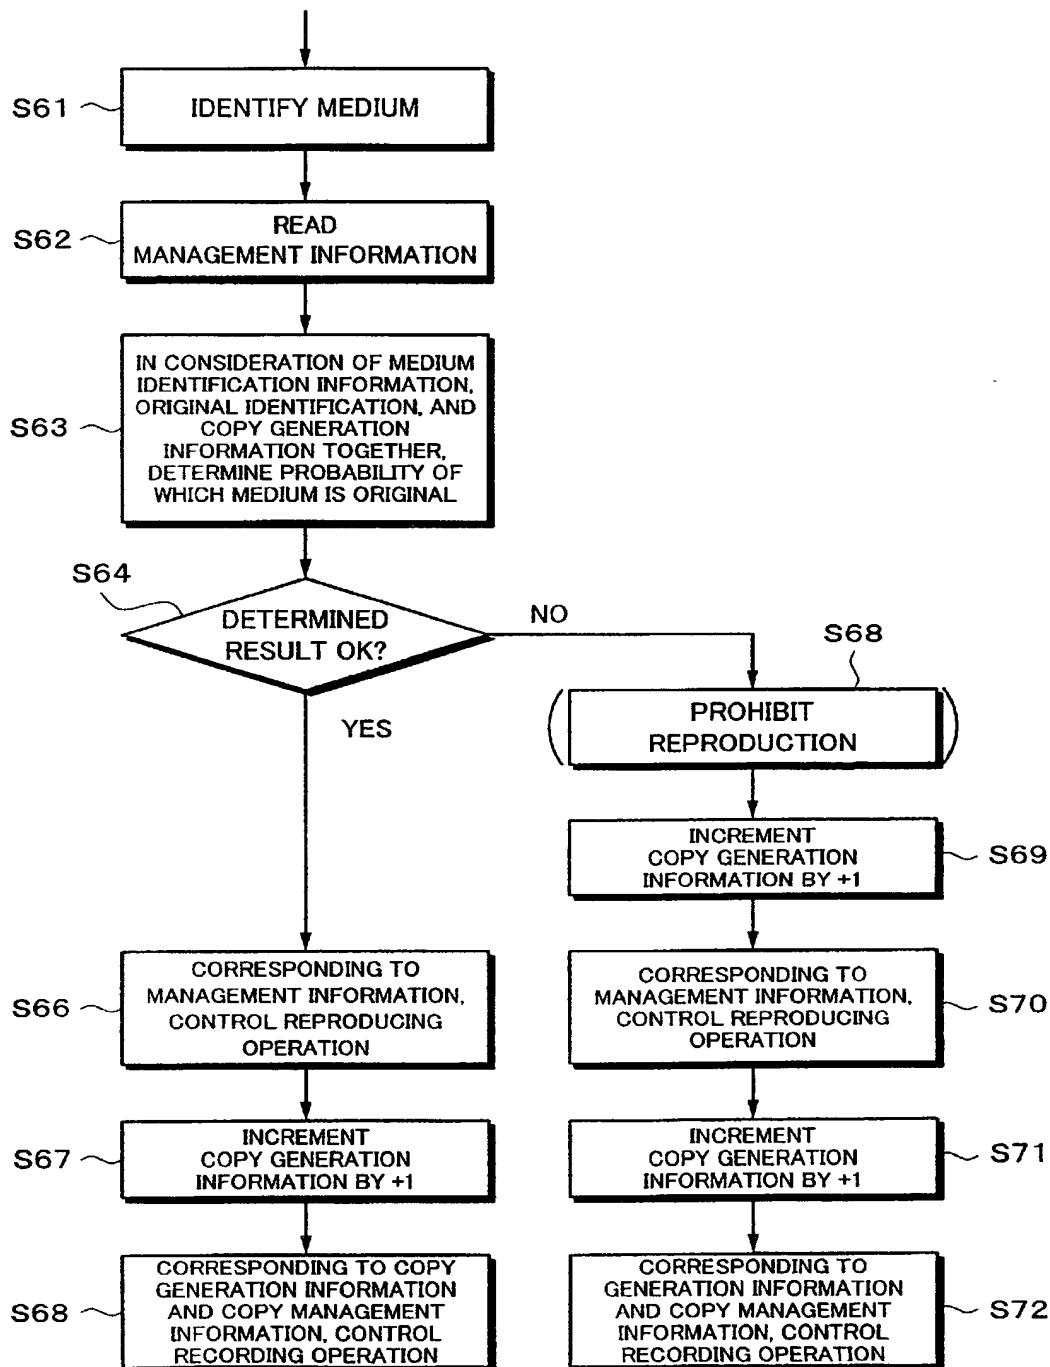 S61
IDENTIFY MEDIUM
S62
READ
MANAGEMENT INFORMATION
S63
IN CONSIDERATION OF MEDIUM
IDENTIFICATION INFORMATION,
ORIGINAL IDENTIFICATION, AND
COPY GENERATION
INFORMATION TOGETHER,
DETERMINE PROBABILITY OF
WHICH MEDIUM IS ORIGINAL
S64
DETERMINED
RESULT OK?
NO
YES
S68
PROHIBIT
REPRODUCTION
INCREMENT
COPY GENERATION
INFORMATION BY +1
S69
S66
CORRESPONDING TO
MANAGEMENT INFORMATION,
CONTROL REPRODUCING
OPERATION
CORRESPONDING TO
MANAGEMENT INFORMATION,
CONTROL REPRODUCING
OPERATION
S70
S67
INCREMENT
COPY GENERATION
INFORMATION BY +1
INCREMENT
COPY GENERATION
INFORMATION BY +1
S71
S68
CORRESPONDING TO COPY
GENERATION INFORMATION
AND COPY MANAGEMENT
INFORMATION, CONTROL
RECORDING OPERATION
CORRESPONDING TO
GENERATION INFORMATION
AND COPY MANAGEMENT
INFORMATION, CONTROL
RECORDING OPERATION
S72